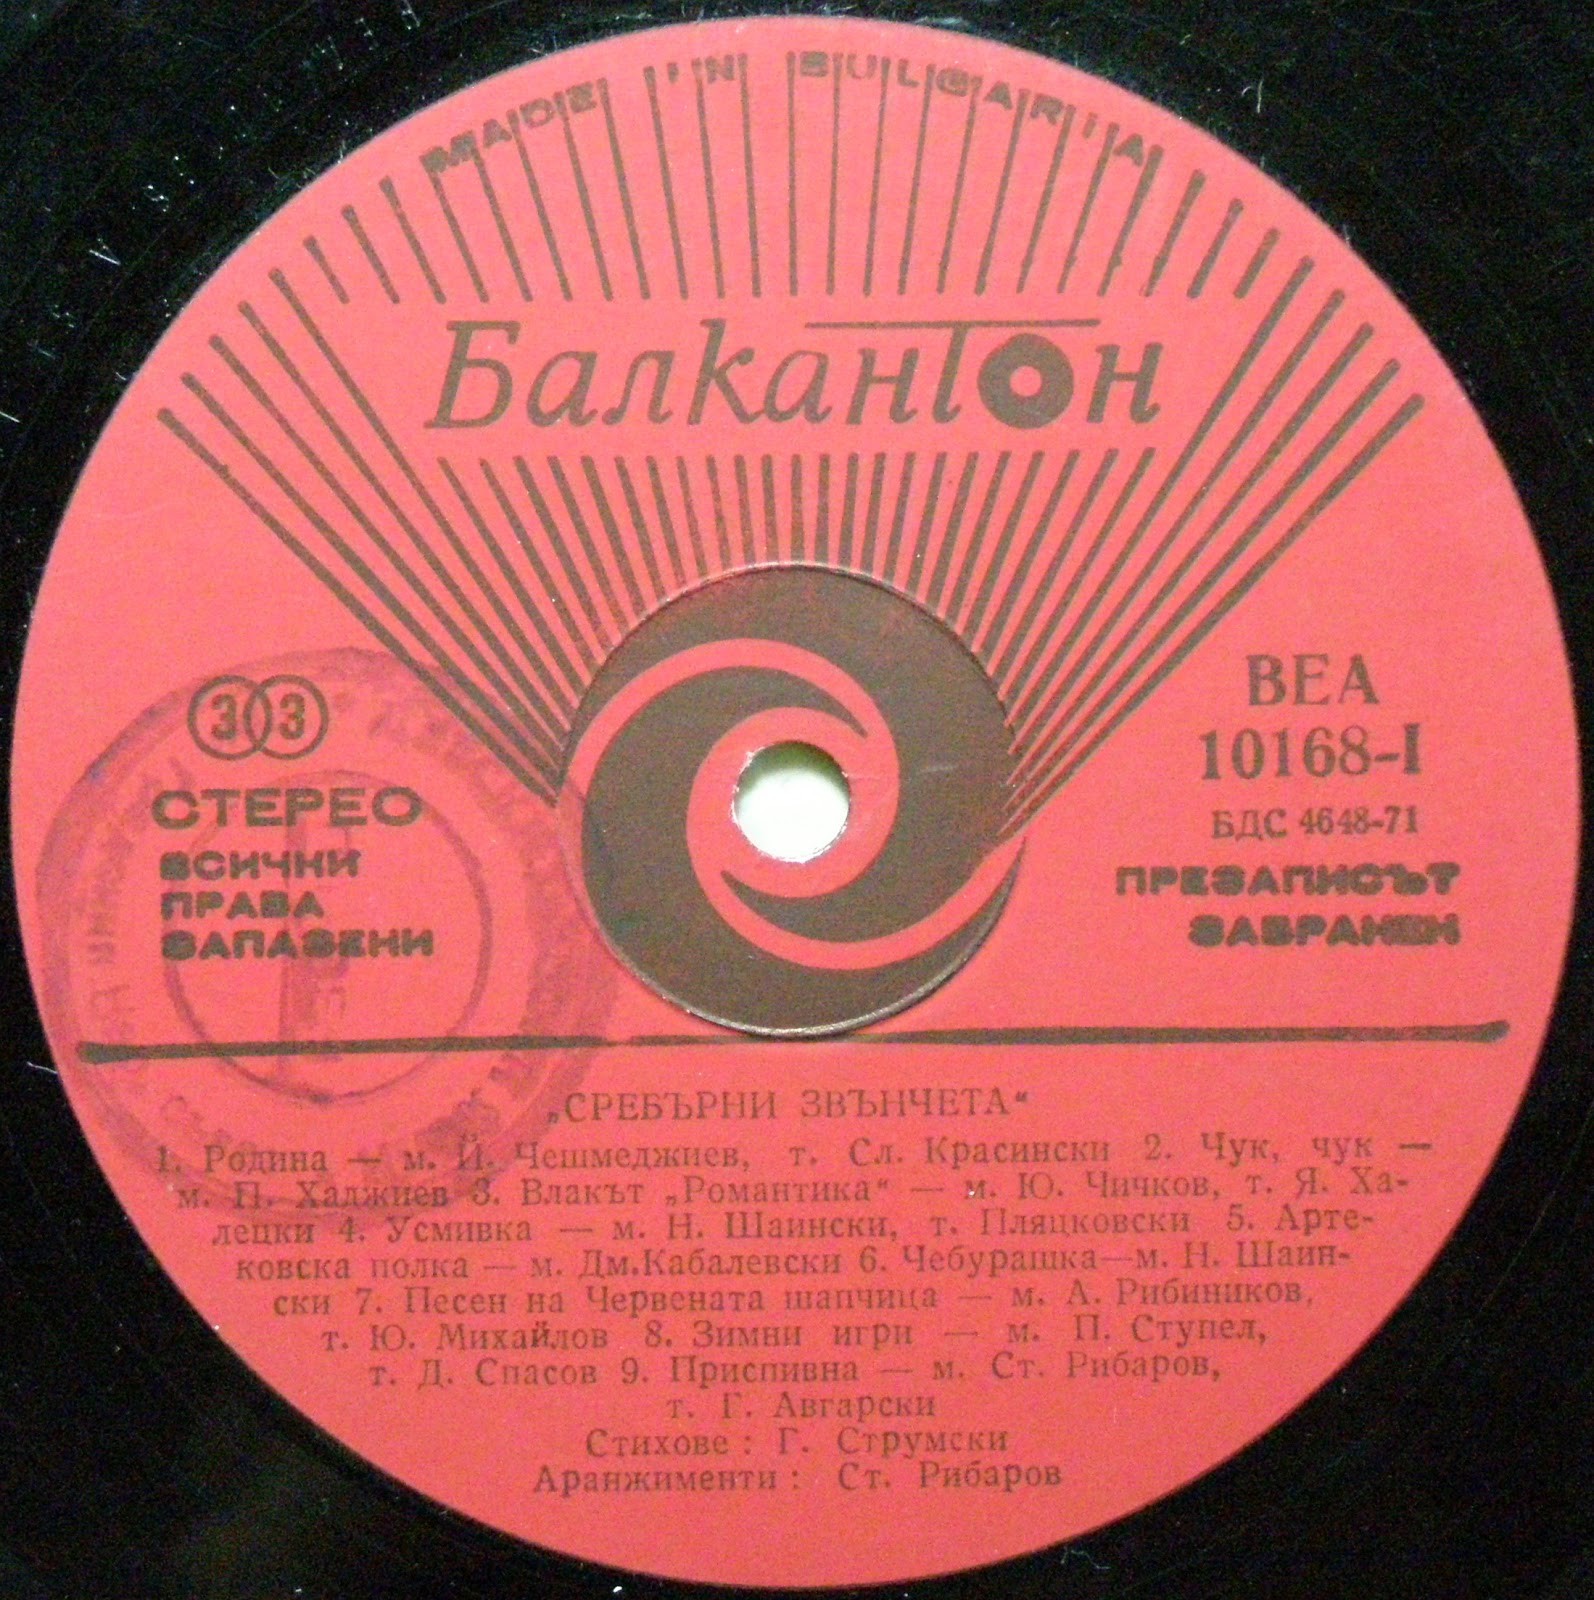 MADE IN BULGARIA
Балкантон
33
СТЕРЕО
ВСИЧКИ
ПРАВА
ЗАПАЗЕНИ
ВЕА
10168-I
БДС 4648-71
ПРЕЗАПИСЪТ
ЗАБРАНЕН
„СРЕБЪРНИ ЗВЪНЧЕТА“
1. Родина — м. Й. Чешмеджиев, т. Сл. Красински 2. Чук, чук —
м. П. Хаджиев 3. Влакът „Романтика“ — м. Ю. Чичков, т. Я. Ха-
лецки 4. Усмивка — м. Н. Шаински, т. Пляцковски 5. Арте-
ковска полка — м. Дм.Кабалевски 6. Чебурашка—м. Н. Шаин-
ски 7. Песен на Червената шапчица — м. А. Рибиников,
т. Ю. Михайлов 8. Зимни игри — м. П. Ступел,
т. Д. Спасов 9. Приспивна — м. Ст. Рибаров,
т. Г. Авгарски
Стихове : Г. Струмски
Аранжименти : Ст. Рибаров